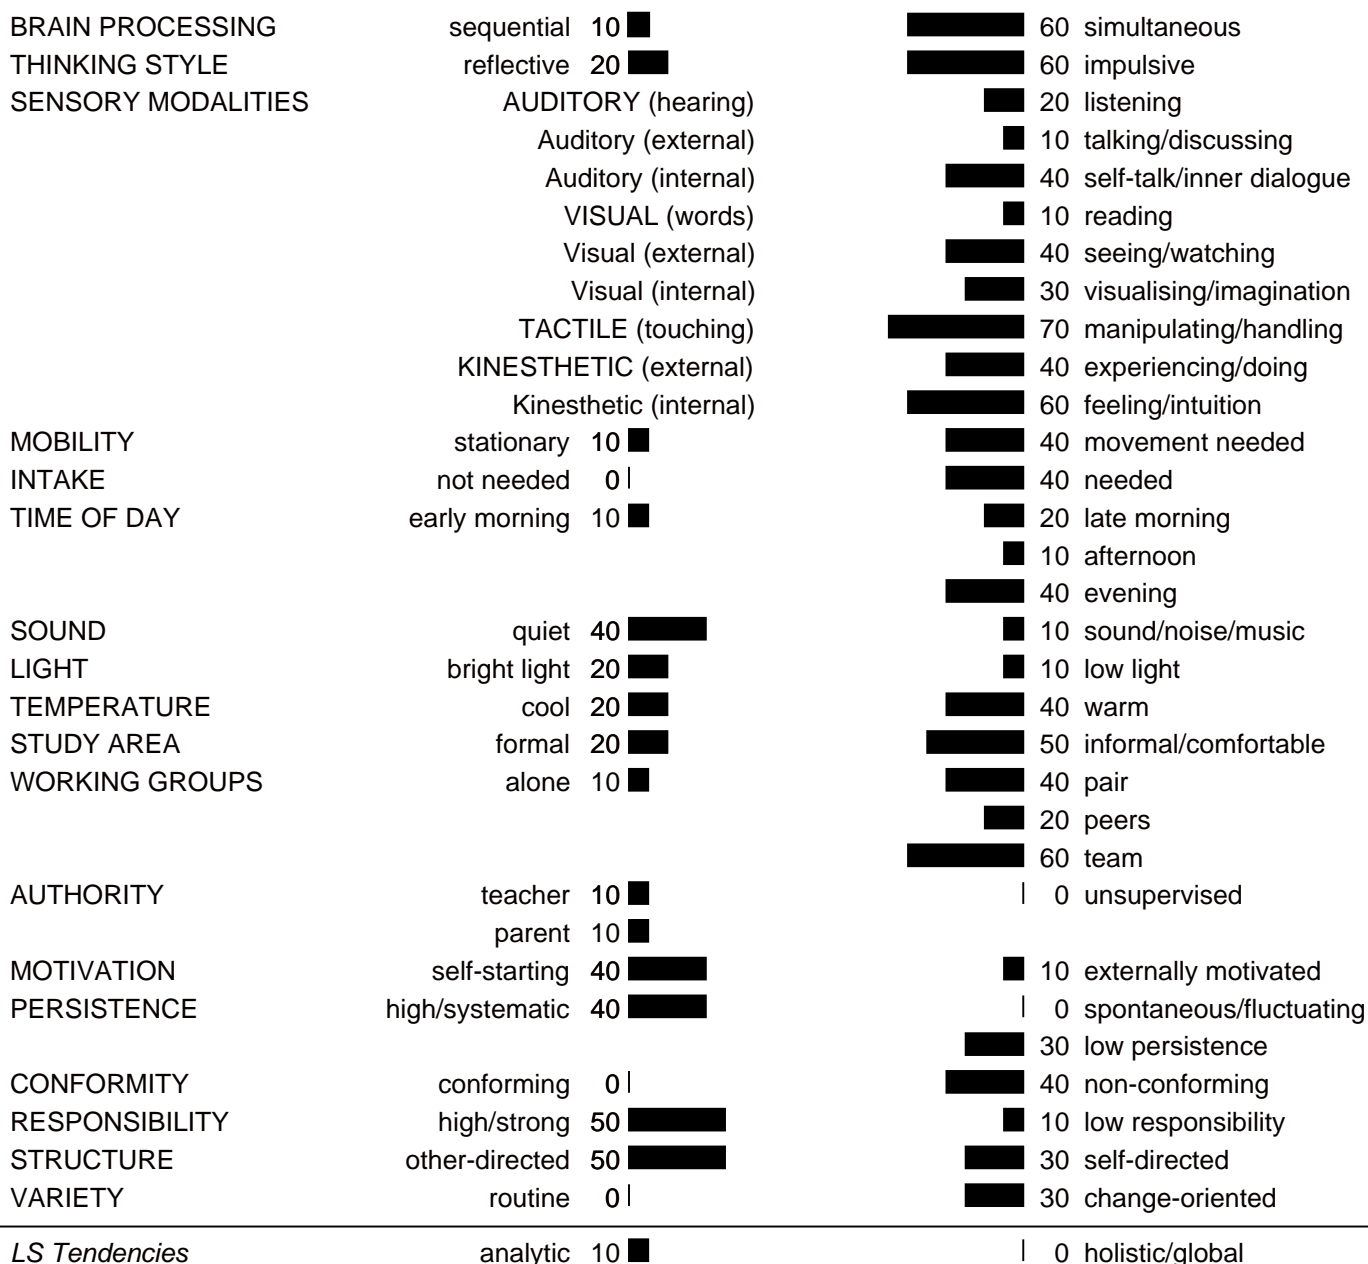 BRAIN PROCESSING sequential 10 60 simultaneous
THINKING STYLE reflective 20 60 impulsive
SENSORY MODALITIES AUDITORY (hearing) 20 listening
Auditory (external) 10 talking/discussing
Auditory (internal) 40 self-talk/inner dialogue
VISUAL (words) 10 reading
Visual (external) 40 seeing/watching
Visual (internal) 30 visualising/imagination
TACTILE (touching) 70 manipulating/handling
KINESTHETIC (external) 40 experiencing/doing
Kinesthetic (internal) 60 feeling/intuition
MOBILITY stationary 10 40 movement needed
INTAKE not needed 0 40 needed
TIME OF DAY early morning 10 20 late morning
10 afternoon
40 evening
SOUND quiet 40 10 sound/noise/music
LIGHT bright light 20 10 low light
TEMPERATURE cool 20 40 warm
STUDY AREA formal 20 50 informal/comfortable
WORKING GROUPS alone 10 40 pair
20 peers
60 team
AUTHORITY teacher 10 0 unsupervised
parent 10
MOTIVATION self-starting 40 10 externally motivated
PERSISTENCE high/systematic 40 0 spontaneous/fluctuating
30 low persistence
CONFORMITY conforming 0 40 non-conforming
RESPONSIBILITY high/strong 50 10 low responsibility
STRUCTURE other-directed 50 30 self-directed
VARIETY routine 0 30 change-oriented
LS Tendencies analytic 10 0 holistic/global